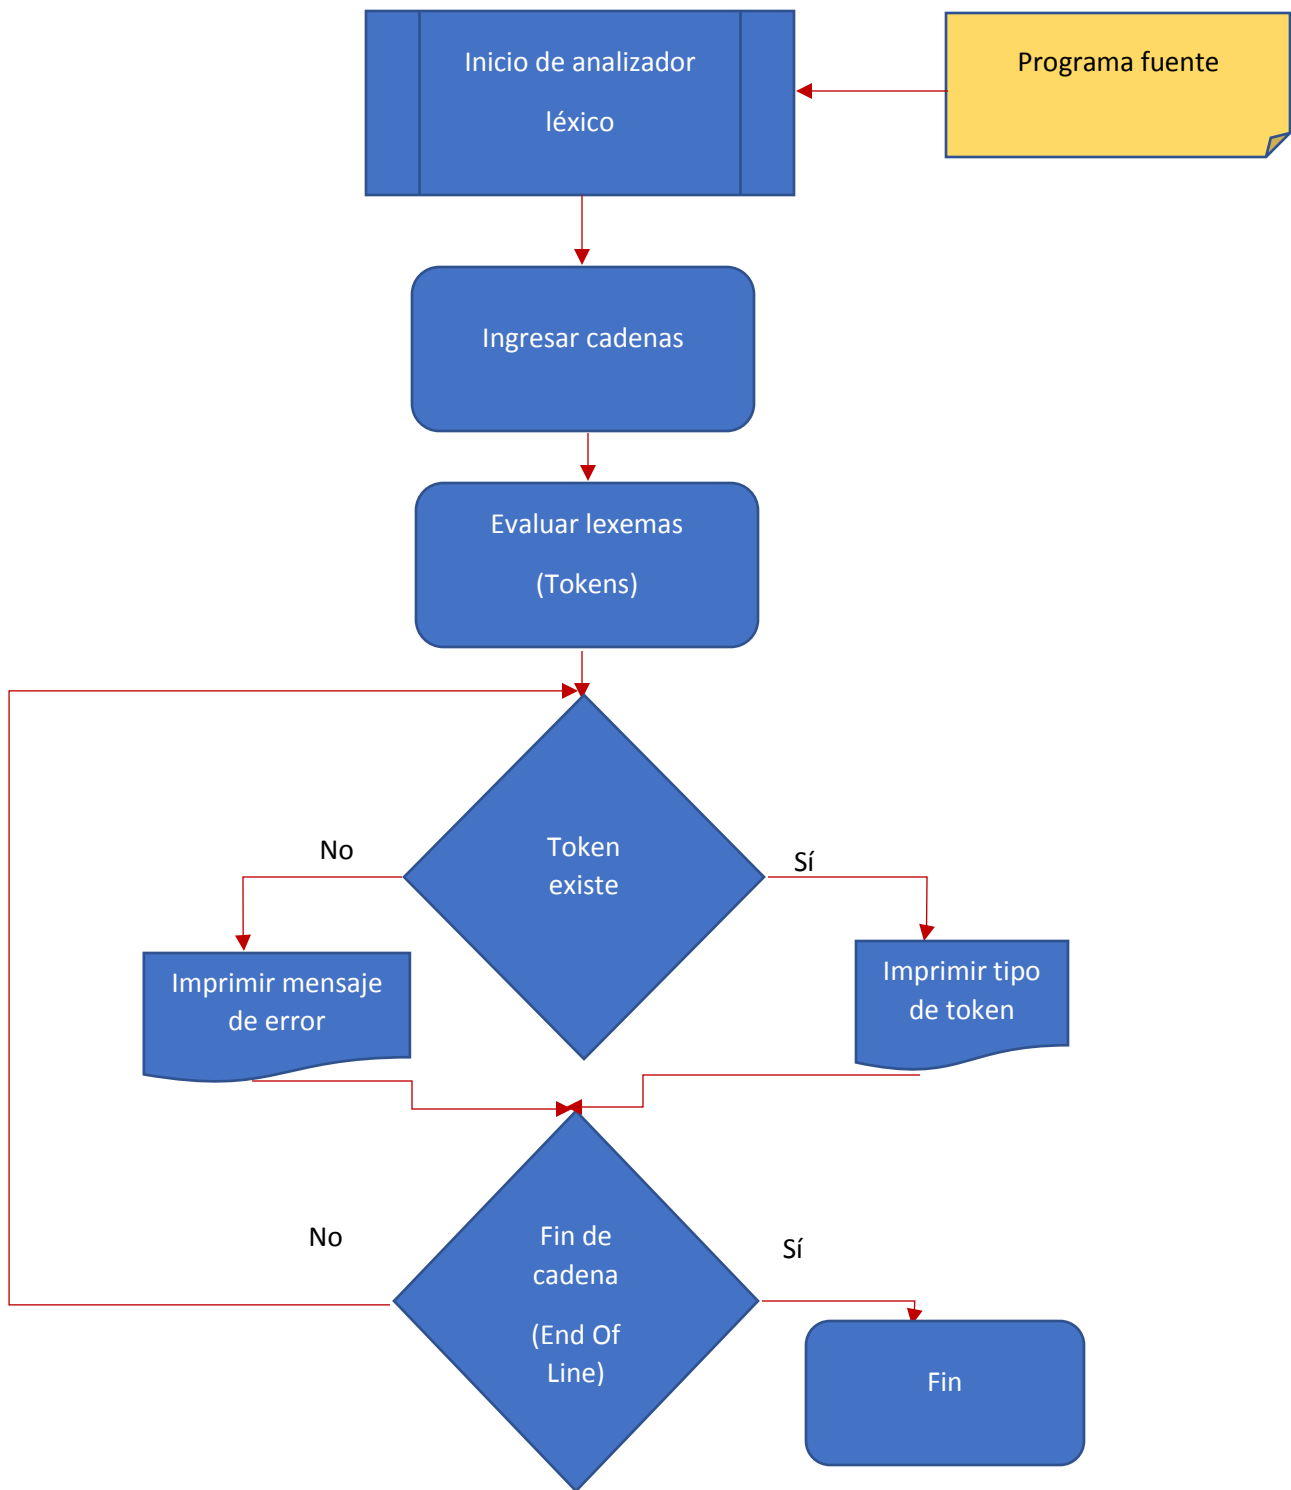 Inicio de analizador
léxico
Programa fuente
Ingresar cadenas
Evaluar lexemas
(Tokens)
No
Token
existe
Sí
Imprimir mensaje
de error
Imprimir tipo
de token
No
Fin de
cadena
(End Of
Line)
Sí
Fin